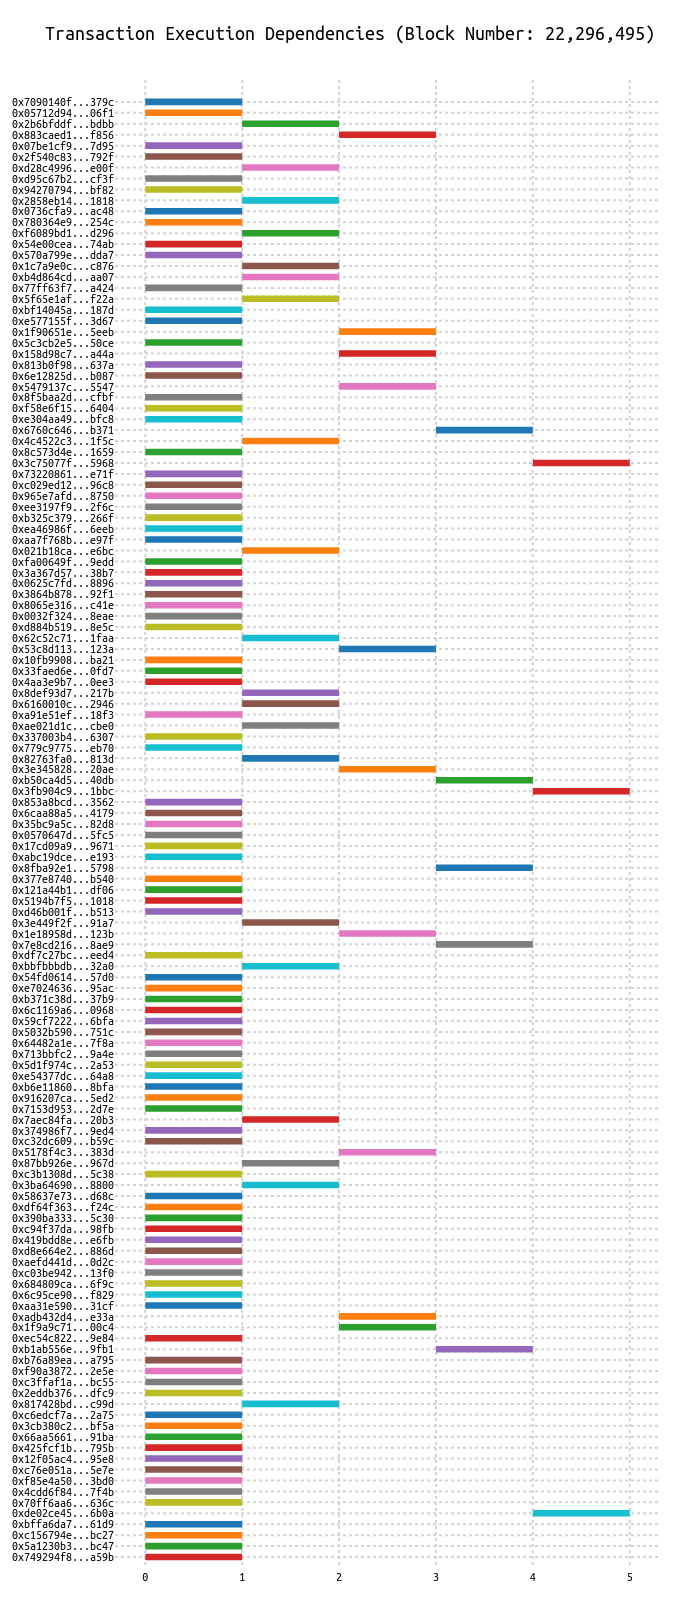 Transaction Execution Dependencies (Block Number: 22,296,495)
0x7090140f...379c
0x05712d94...06f1
0x2b6bfddf...bdbb
0x883caed1...f856
0x07be1cf9...7d95
0x2f540c83...792f
0xd28c4996...e00f
0xd95c67b2...cf3f
0x94270794...bf82
0x2858eb14...1818
0x0736cfa9...ac48
0x780364e9...254c
0xf6089bd1...d296
0x54e00cea...74ab
0x570a799e...dda7
0x1c7a9e0c...c876
0xb4d864cd...aa07
0x77ff63f7...a424
0x5f65e1af...f22a
0xbf14045a...187d
0xe577155f...3d67
0x1f90651e...5eeb
0x5c3cb2e5...50ce
0x158d98c7...a44a
0x813b0f98...637a
0x6e12825d...b087
0x5479137c...5547
0x8f5baa2d...cfbf
0xf58e6f15...6404
0xe304aa49...bfc8
0x6760c646...b371
0x4c4522c3...1f5c
0x8c573d4e...1659
0x3c75077f...5968
0x73220861...e71f
0xc029ed12...96c8
0x965e7afd...8750
0xee3197f9...2f6c
0xb325c379...266f
0xea46986f...6eeb
0xaa7f768b...e97f
0x021b18ca...e6bc
0xfa00649f...9edd
0x3a367d57...38b7
0x0625c7fd...8896
0x3864b878...92f1
0x8065e316...c41e
0x0032f324...8eae
0xd884b519...8e5c
0x62c52c71...1faa
0x53c8d113...123a
0x10fb9908...ba21
0x33faed6e...0fd7
0x4aa3e9b7...0ee3
0x8def93d7...217b
0x6160010c...2946
0xa91e51ef...18f3
0xae021d1c...cbe0
0x337003b4...6307
0x779c9775...eb70
0x82763fa0...813d
0x3e345828...20ae
0xb50ca4d5...40db
0x3fb904c9...1bbc
0x853a8bcd...3562
0x6caa88a5...4179
0x35bc9a5c...82d8
0x0570647d...5fc5
0x17cd09a9...9671
0xabc19dce...e193
0x8fba92e1...5798
0x377e8740...b540
0x121a44b1...df06
0x5194b7f5...1018
0xd46b001f...b513
0x3e449f2f...91a7
0x1e18958d...123b
0x7e8cd216...8ae9
0xdf7c27bc...eed4
0xbbfbbbdb...32a0
0x54fd0614...57d0
0xe7024636...95ac
0xb371c38d...37b9
0x6c1169a6...0968
0x59cf7222...6bfa
0x5032b590...751c
0x64482a1e...7f8a
0x713bbfc2...9a4e
0x5d1f974c...2a53
0xe54377dc...64a8
0xb6e11860...8bfa
0x916207ca...5ed2
0x7153d953...2d7e
0x7aec84fa...20b3
0x374986f7...9ed4
0xc32dc609...b59c
0x5178f4c3...383d
0x87bb926e...967d
0xc3b1308d...5c38
0x3ba64690...8800
0x58637e73...d68c
0xdf64f363...f24c
0x390ba333...5c30
0xc94f37da...98fb
0x419bdd8e...e6fb
0xd8e664e2...886d
0xaefd441d...0d2c
0xc03be942...13f0
0x684809ca...6f9c
0x6c95ce90...f829
0xaa31e590...31cf
0xadb432d4...e33a
0x1f9a9c71...00c4
0xec54c822...9e84
0xb1ab556e...9fb1
0xb76a89ea...a795
0xf90a3872...2e5e
0xc3ffaf1a...bc55
0x2eddb376...dfc9
0x817428bd...c99d
0xc6edcf7a...2a75
0x3cb380c2...bf5a
0x66aa5661...91ba
0x425fcf1b...795b
0x12f05ac4...95e8
0xc76e051a...5e7e
0xf85e4a50...3bd0
0x4cdd6f84...7f4b
0x70ff6aa6...636c
0xde02ce45...6b0a
0xbffa6da7...61d9
0xc156794e...bc27
0x5a1230b3...bc47
0x749294f8...a59b
0 1 2 3 4 5